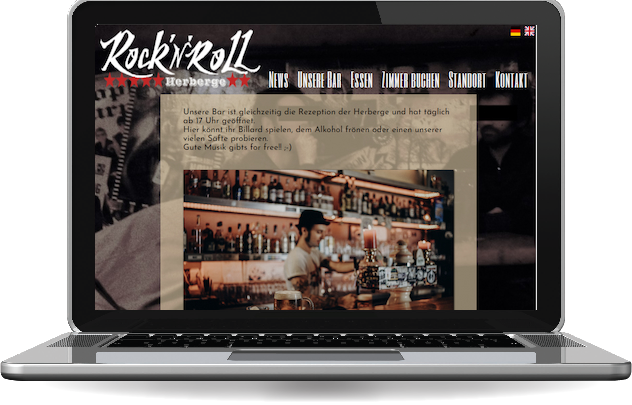 Rock'n'Roll
Herberge
News Unsere Bar Essen Zimmer buchen Standort Kontakt
Unsere Bar ist gleichzeitig die Rezeption der Herberge und hat täglich
ab 17 Uhr geöffnet.
Hier könnt ihr Billard spielen, dem Alkohol frönen oder einen unserer
vielen Säfte probieren.
Gute Musik gibts for free!! ;-)